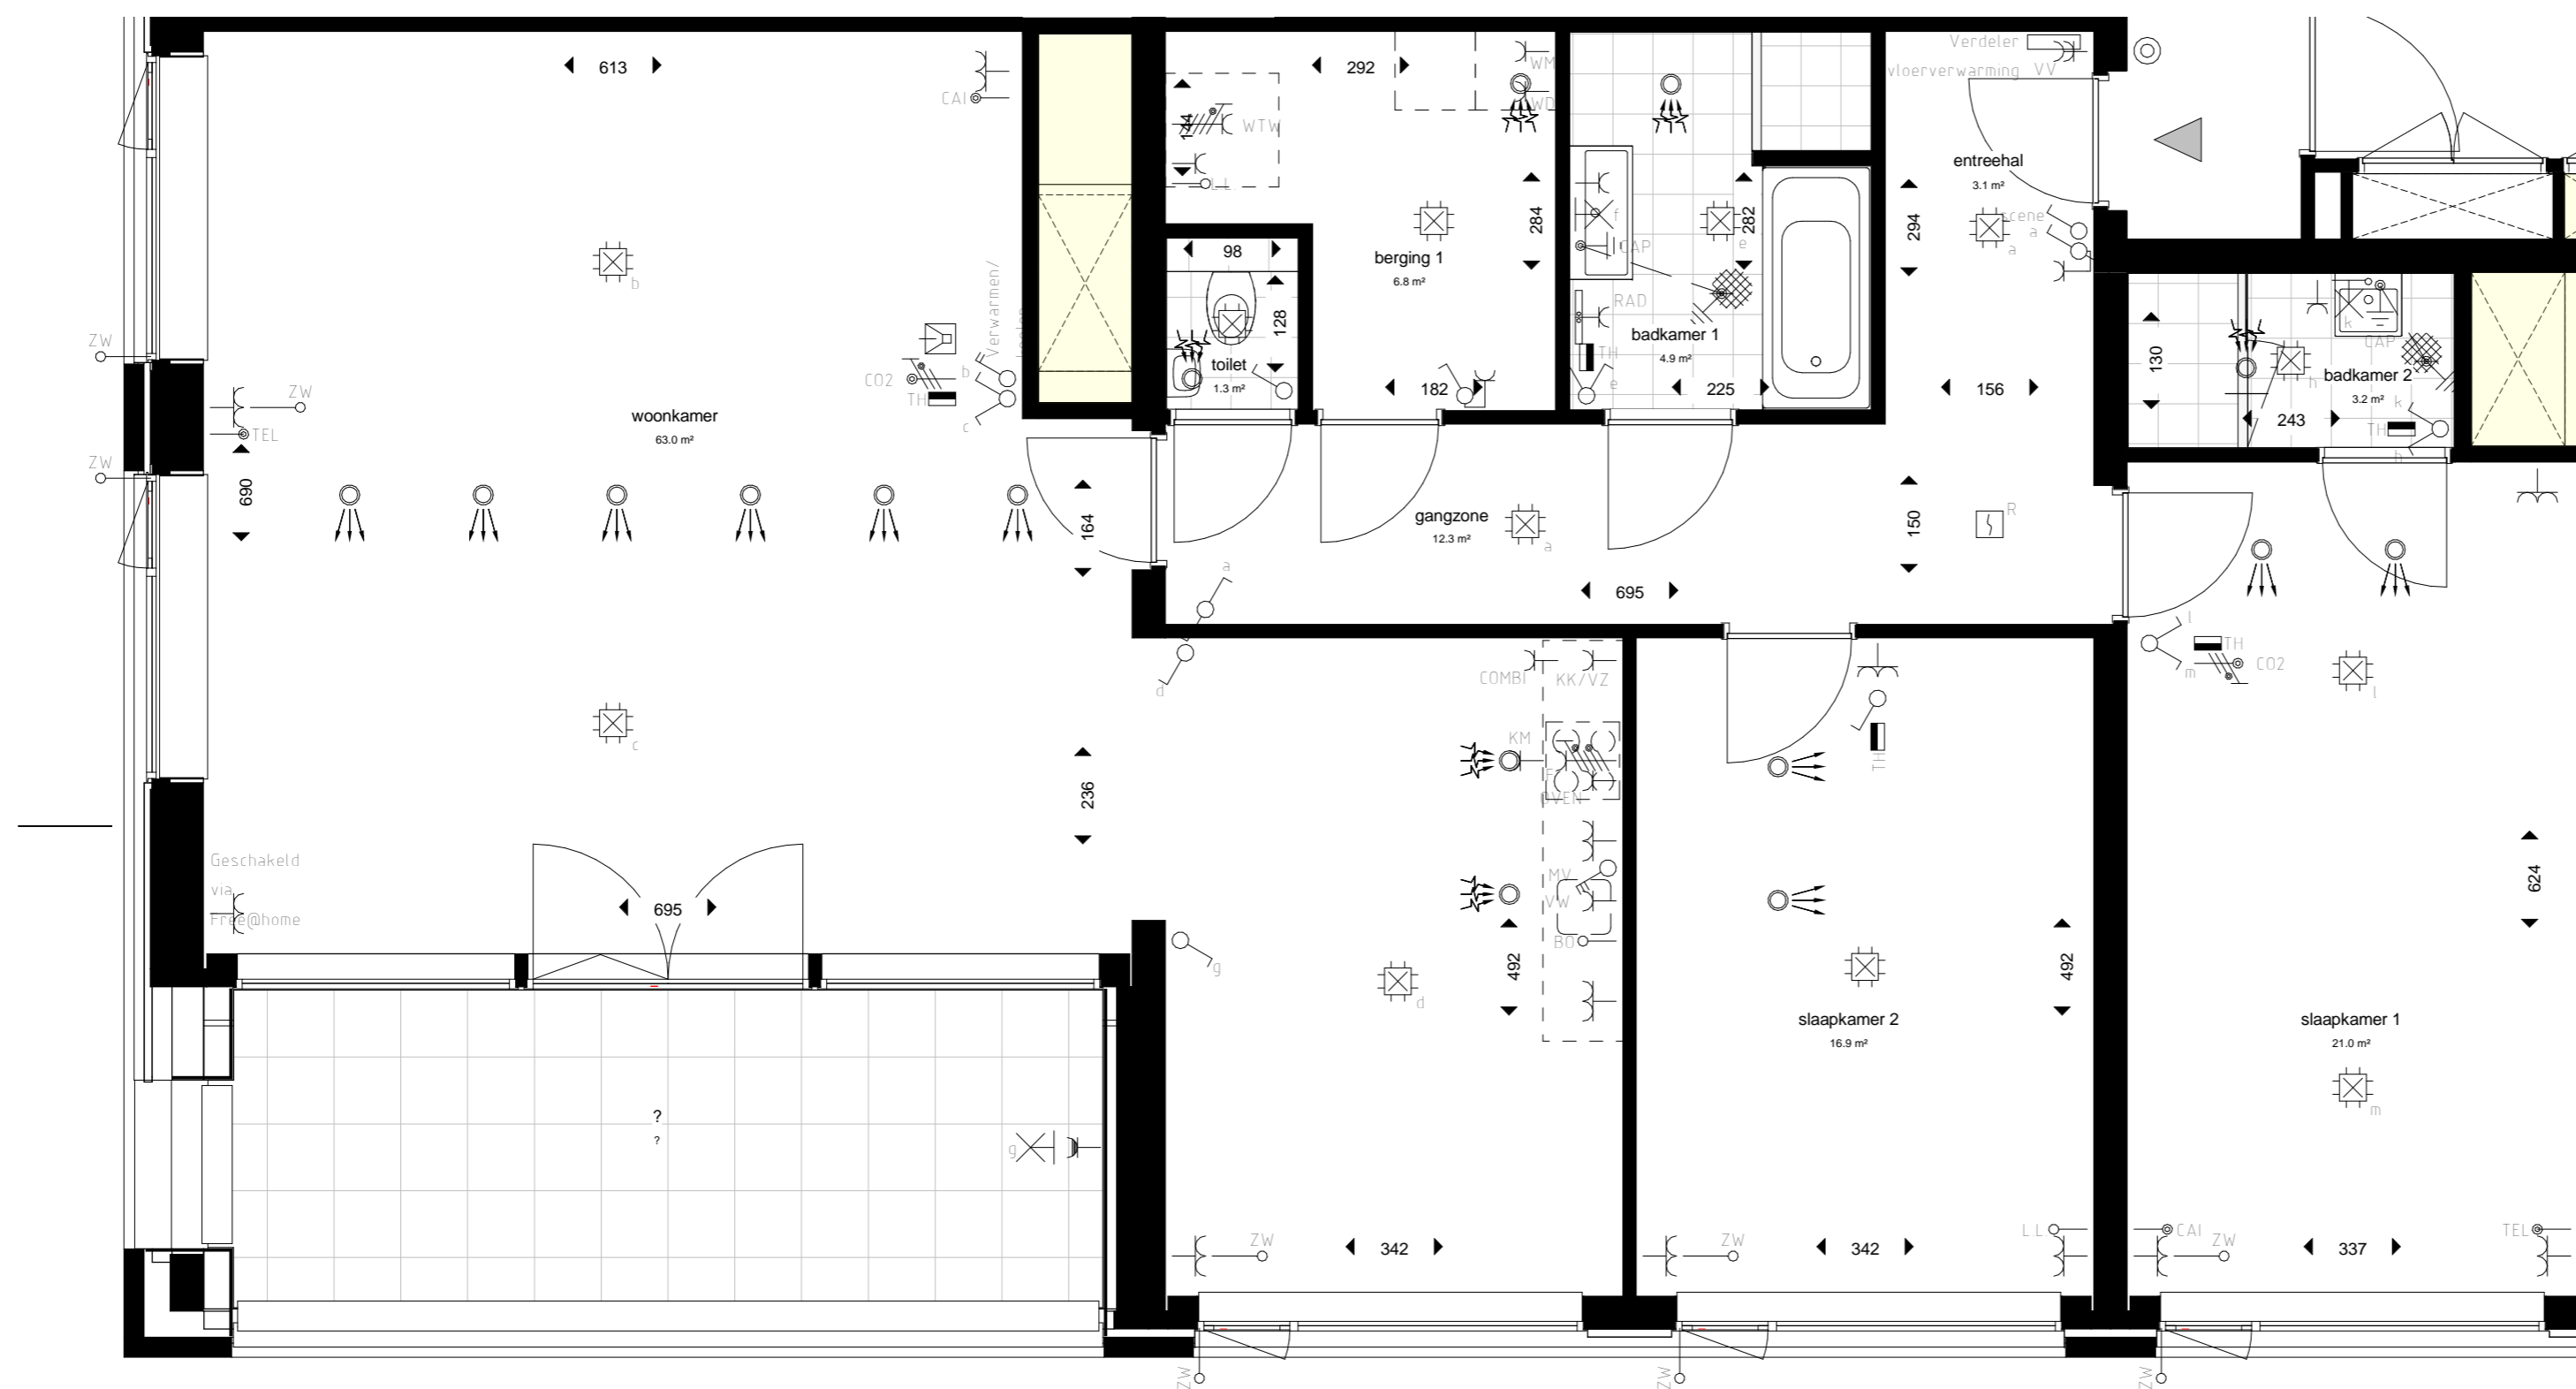 613
CAI
b
ZW
ZW
TEL
ZW
690
woonkamer
63.0 m²
Verwarmen/
CO2
TH
b
c
164
c
236
Geschakeld
via
Free@home
695
?
?
g
292
144
WTW
L.L.
WM
WD
98
128
toilet
1.3 m²
berging 1
6.8 m²
284
182
f
CAP
RAD
TH
e
282
e
badkamer 1
4.9 m²
225
Verdeler
vloerverwarming VV
entreehal
3.1 m²
294
scene
a
a
156
130
243
h
k
CAP
badkamer 2
3.2 m²
k
TH
h
gangzone
12.3 m²
a
a
150
R
695
d
COMBI
KK/VZ
KM
F
OVEN
MV
VW
BO
492
d
g
ZW
342
ZW
TH
492
slaapkamer 2
16.9 m²
ZW
342
L.L
ZW
l
TH
CO2
m
l
624
slaapkamer 1
21.0 m²
m
CAI
ZW
337
TEL
ZW